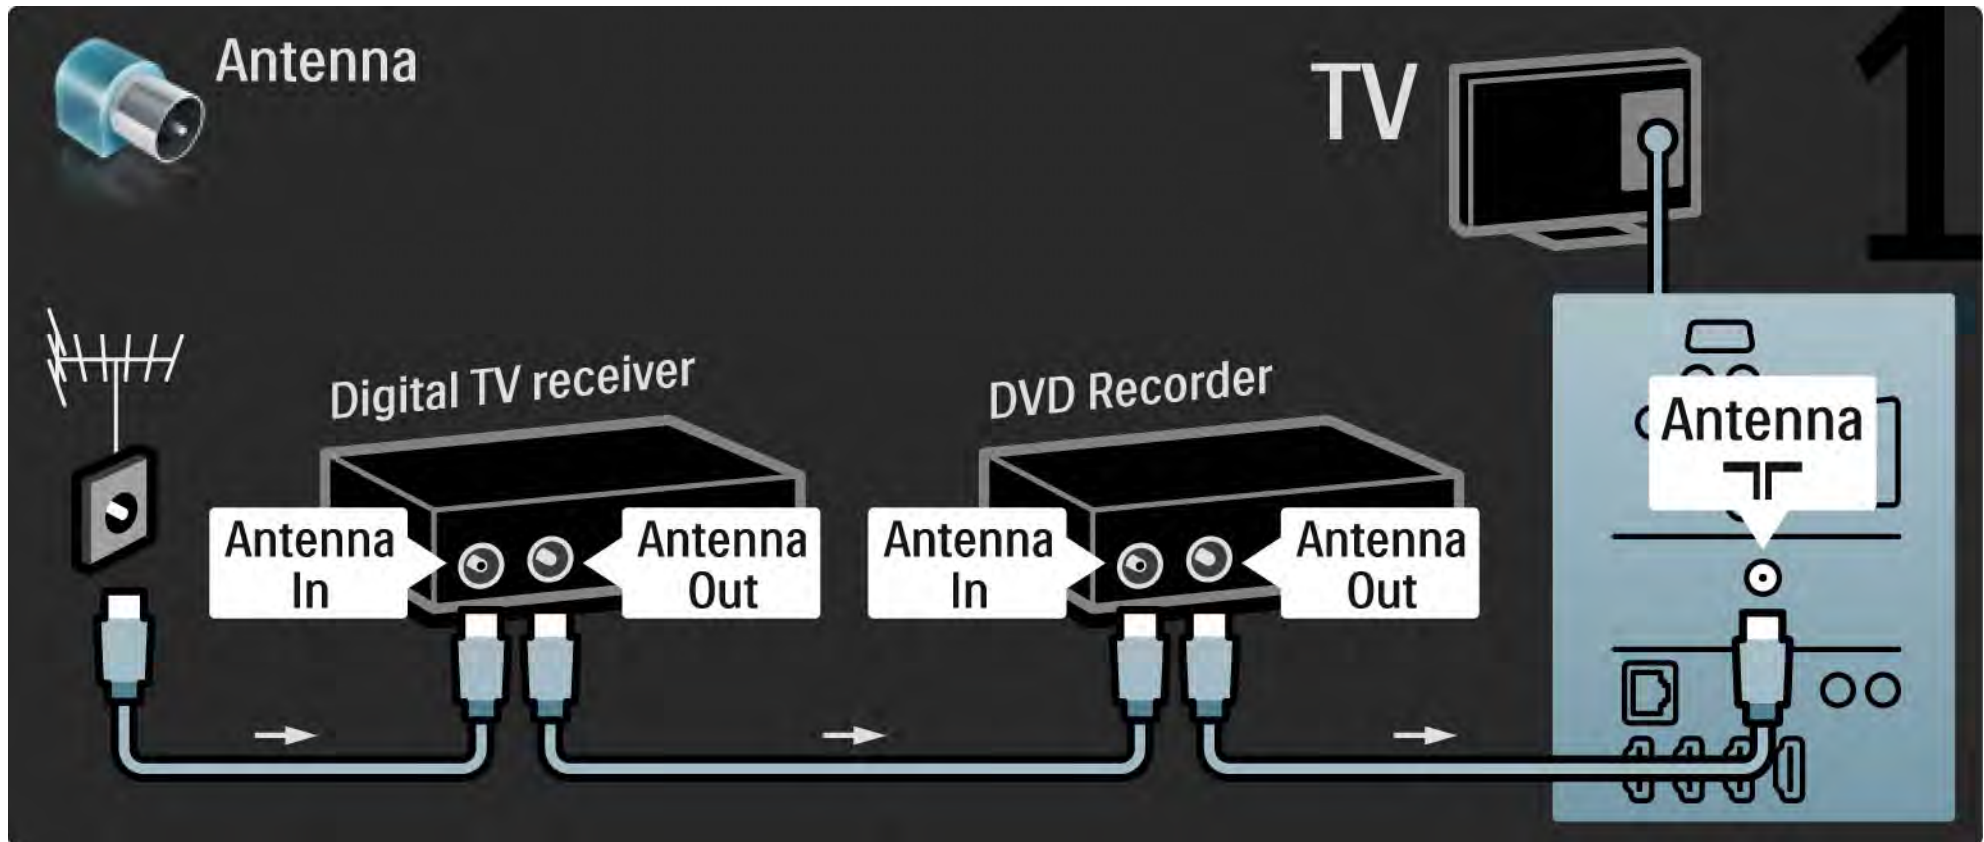 Antenna
TV
1
Digital TV receiver
DVD Recorder
Antenna
Antenna
In
Antenna
Out
Antenna
In
Antenna
Out